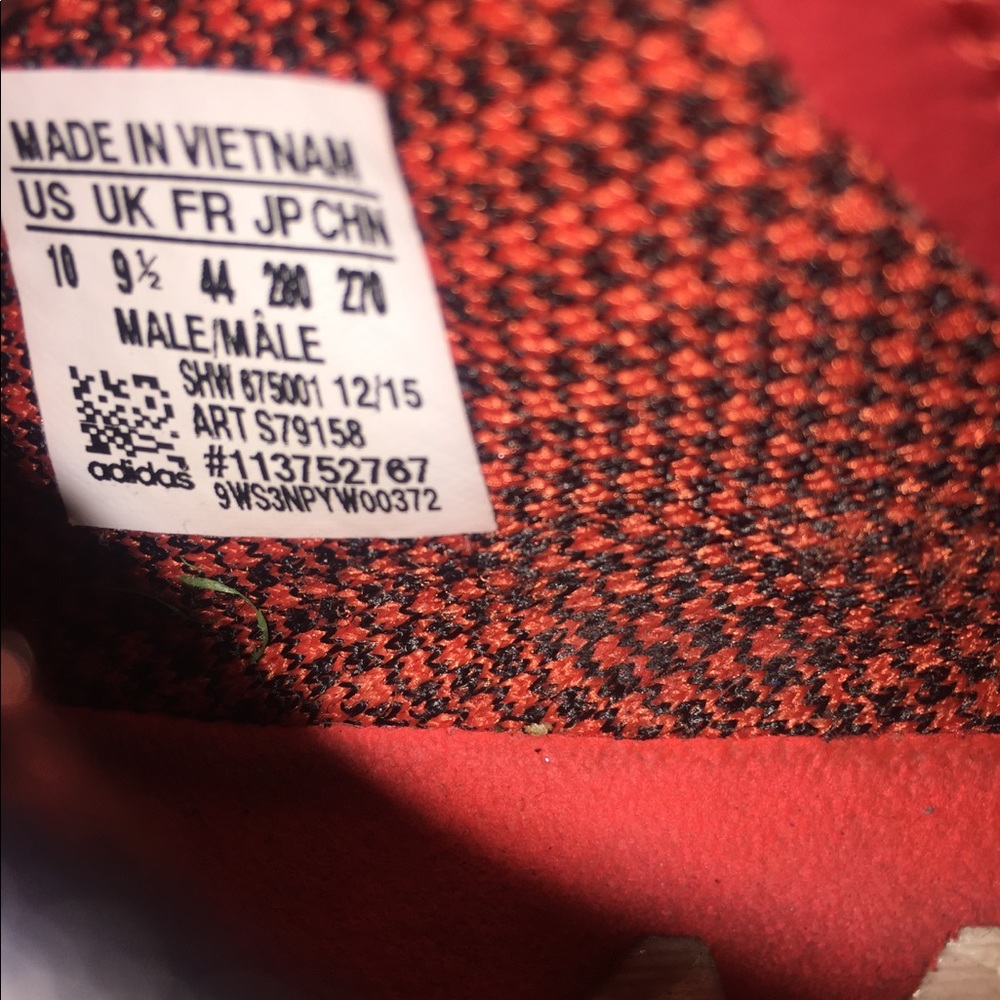 MADE IN VIETNAM
US UK FR JP CHN
10 9½ 44 280 270
MALE/MÂLE
SHW 675001 12/15
ART S79158
#113752767
adidas
9WS3NPYW00372